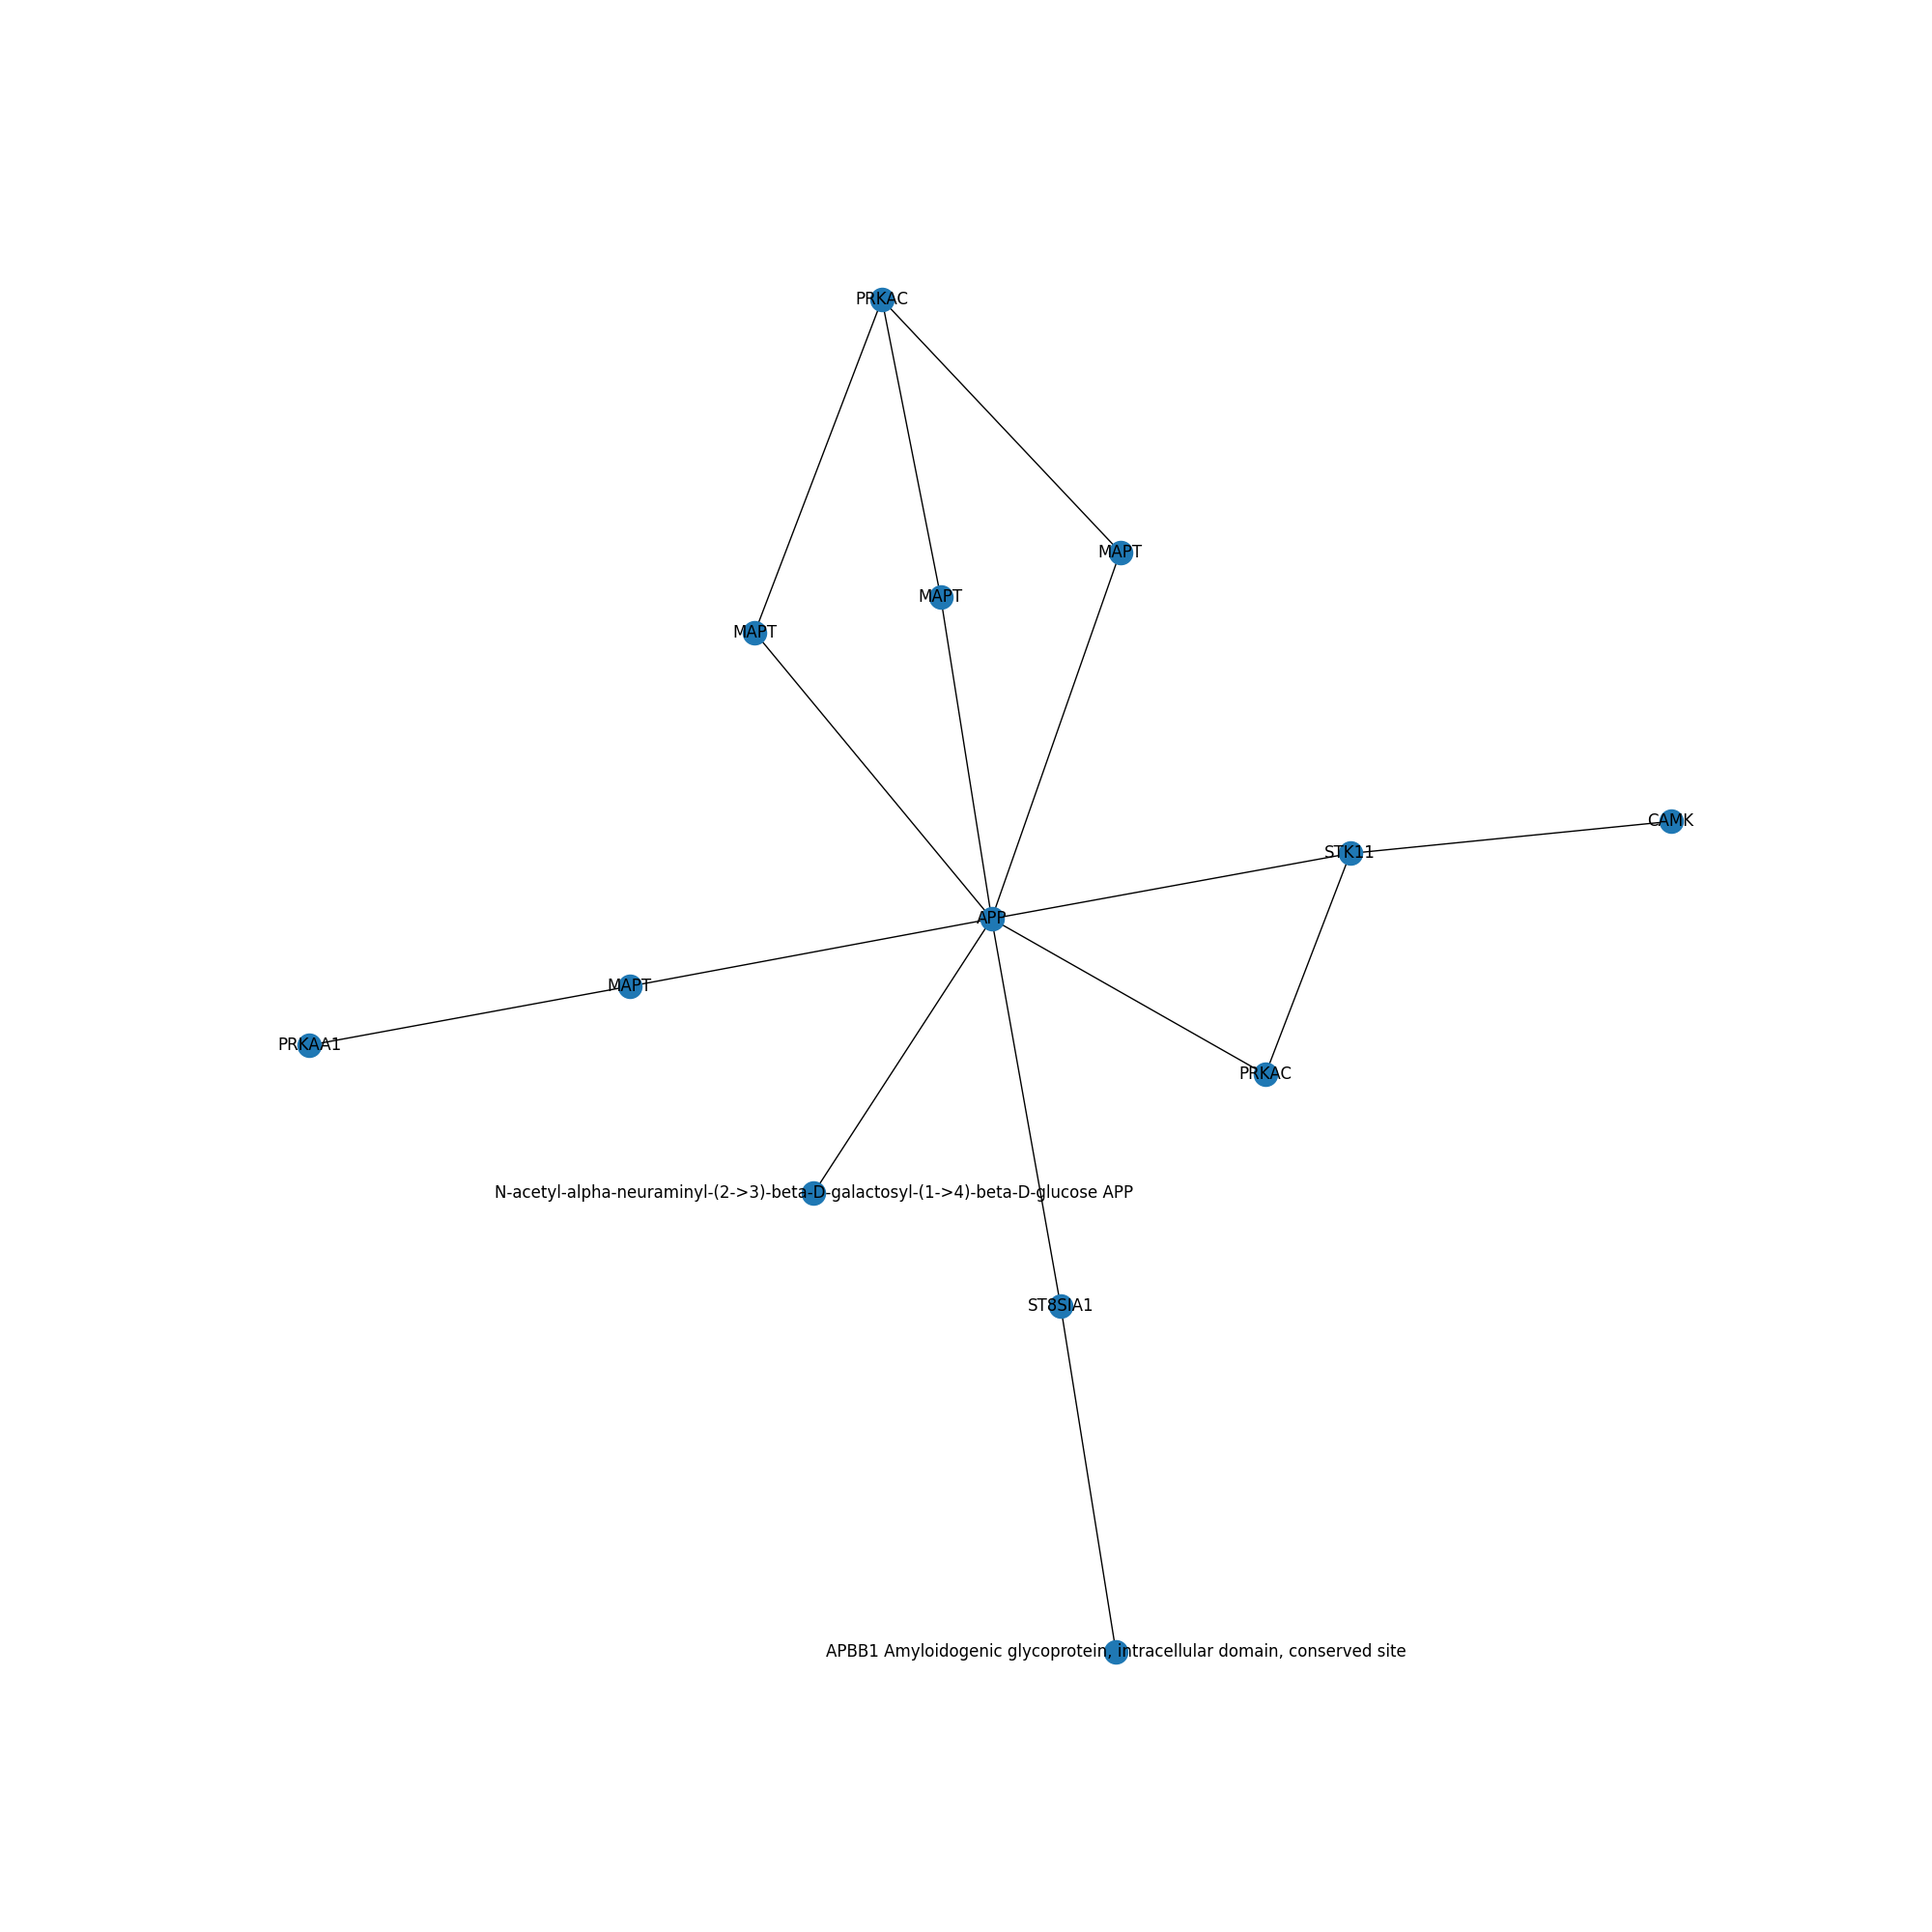 PRKAC
MAPT
MAPT
MAPT
CAMK
STK11
APP
MAPT
PRKAA1
PRKAC
N-acetyl-alpha-neuraminyl-(2->3)-beta-D-galactosyl-(1->4)-beta-D-glucose APP
ST8SIA1
APBB1 Amyloidogenic glycoprotein, intracellular domain, conserved site